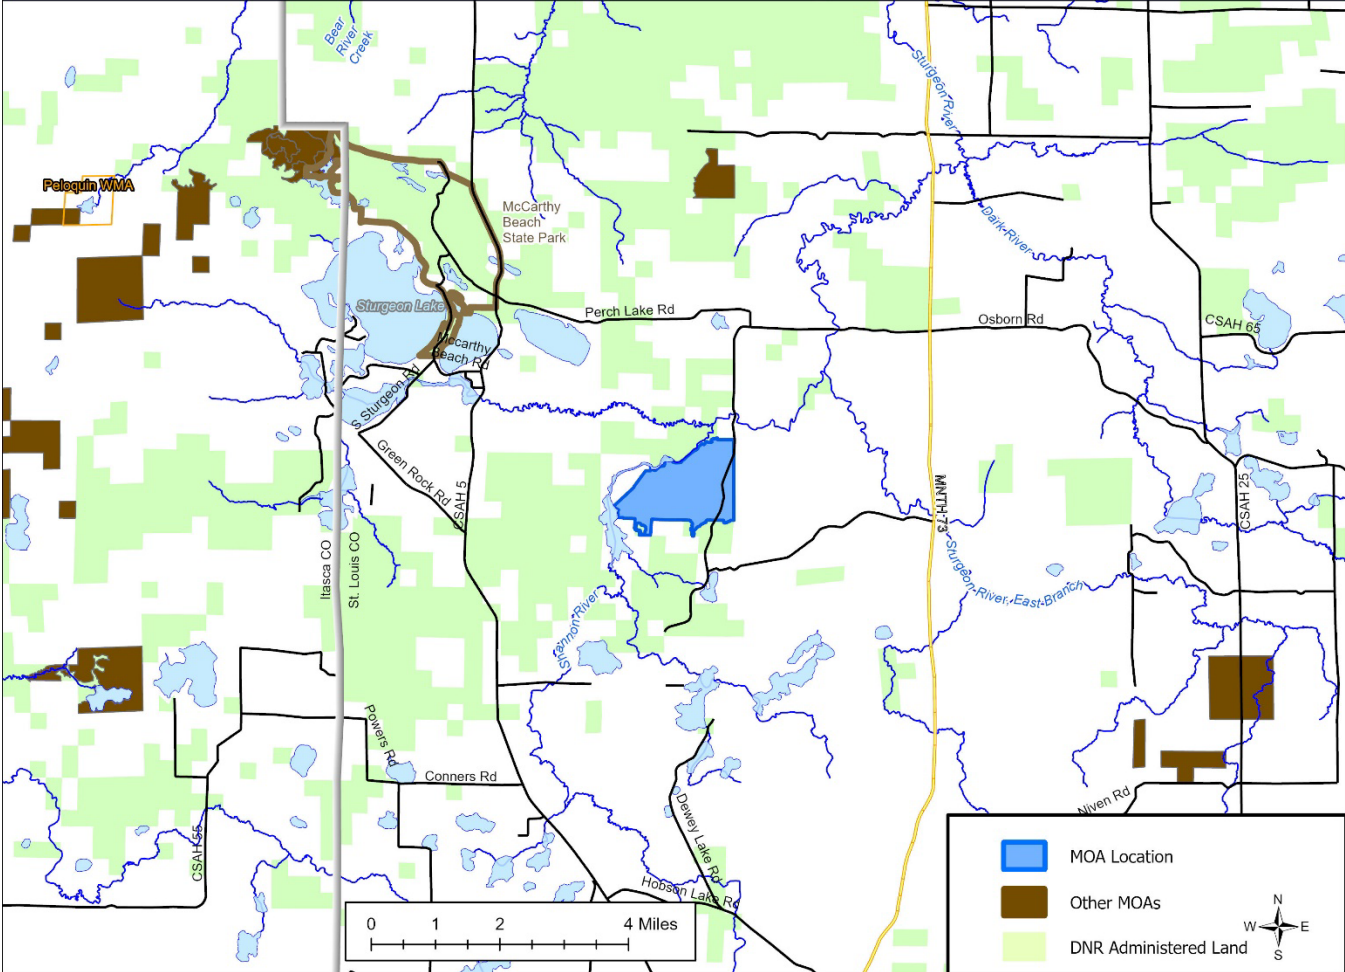 Bear
River
Creek
Sturgeon River
Peloquin WMA
McCarthy
Beach
State Park
Dark River
Sturgeon Lake
Perch Lake Rd
Osborn Rd
CSAH 65
Mccarthy
Beach Rd
S Sturgeon Rd
Green Rock Rd
CSAH 5
MNTH 73
CSAH 25
Itasca CO
St. Louis CO
Shannon River
Sturgeon River, East Branch
Powers Rd
Conners Rd
Dewey Lake Rd
Niven Rd
CSAH 55
Hobson Lake Rd
0 1 2 4 Miles
MOA Location
Other MOAs
DNR Administered Land
N
W E
S